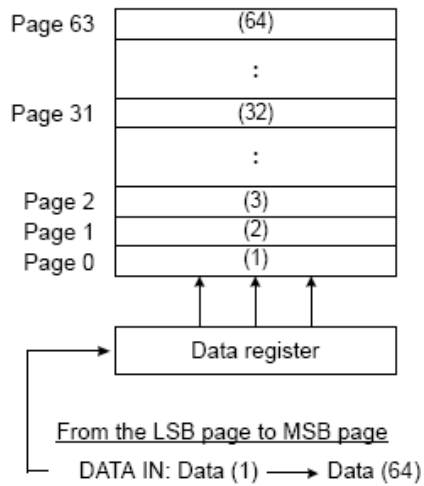 Page 63 (64)
:
Page 31 (32)
:
Page 2 (3)
Page 1 (2)
Page 0 (1)
Data register
From the LSB page to MSB page
DATA IN: Data (1) → Data (64)